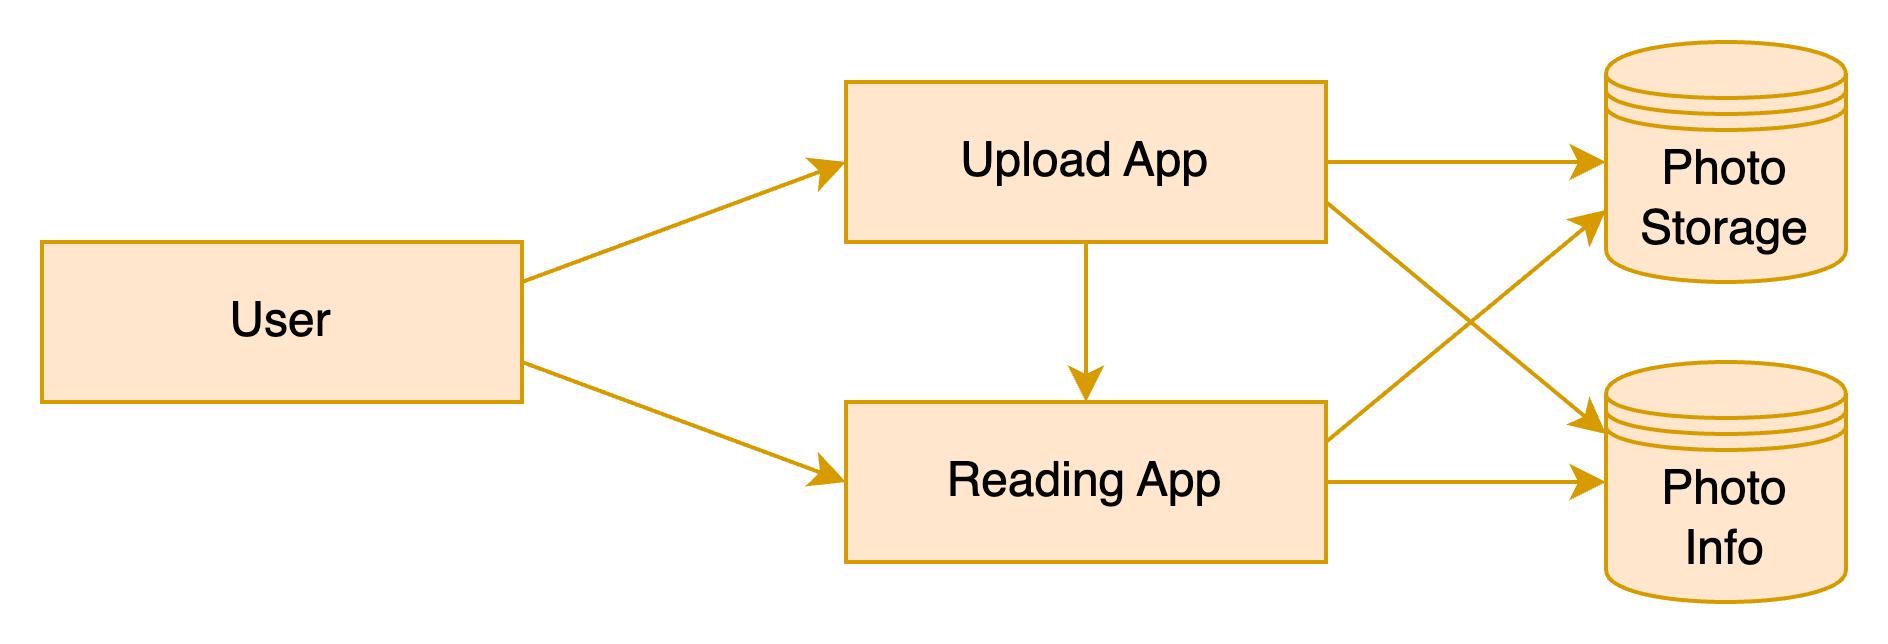 User
Upload App
Reading App
Photo
Storage
Photo
Info